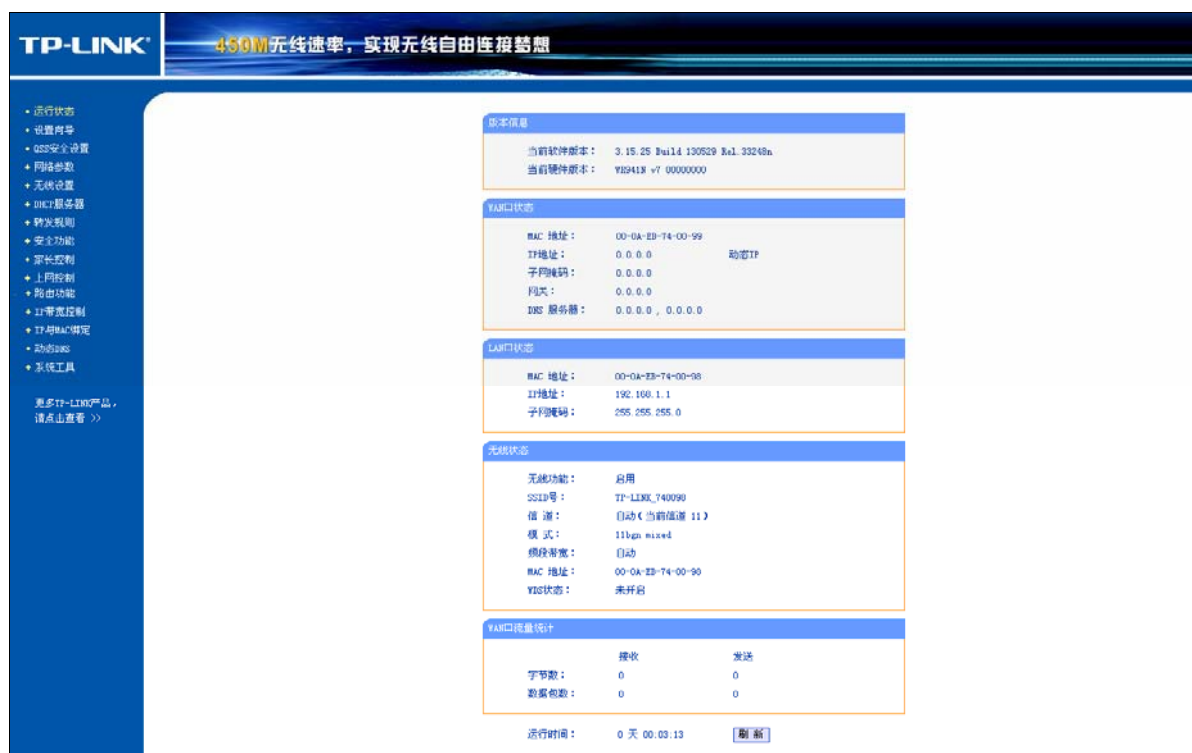 TP-LINK
450M无线速率，实现无线自由连接梦想
运行状态
设置向导
QSS安全设置
网络参数
无线设置
DHCP服务器
转发规则
安全功能
家长控制
上网控制
路由功能
IP带宽控制
IP与MAC绑定
动态DNS
系统工具
更多TP-LINK产品，
请点击查看 >>
版本信息
当前软件版本： 3.15.25 Build 130529 Rel.33248n
当前硬件版本： WR941N v7 00000000
WAN口状态
MAC 地址： 00-0A-EB-74-00-99
IP地址： 0.0.0.0 动态IP
子网掩码： 0.0.0.0
网关： 0.0.0.0
DNS 服务器： 0.0.0.0 , 0.0.0.0
LAN口状态
MAC 地址： 00-0A-EB-74-00-98
IP地址： 192.168.1.1
子网掩码： 255.255.255.0
无线状态
无线功能： 启用
SSID号： TP-LINK_740098
信 道： 自动（当前信道 11）
模 式： 11bgn mixed
频段带宽： 自动
MAC 地址： 00-0A-EB-74-00-98
WDS状态： 未开启
WAN口流量统计
接收 发送
字节数： 0 0
数据包数： 0 0
运行时间： 0 天 00:03:13 刷 新